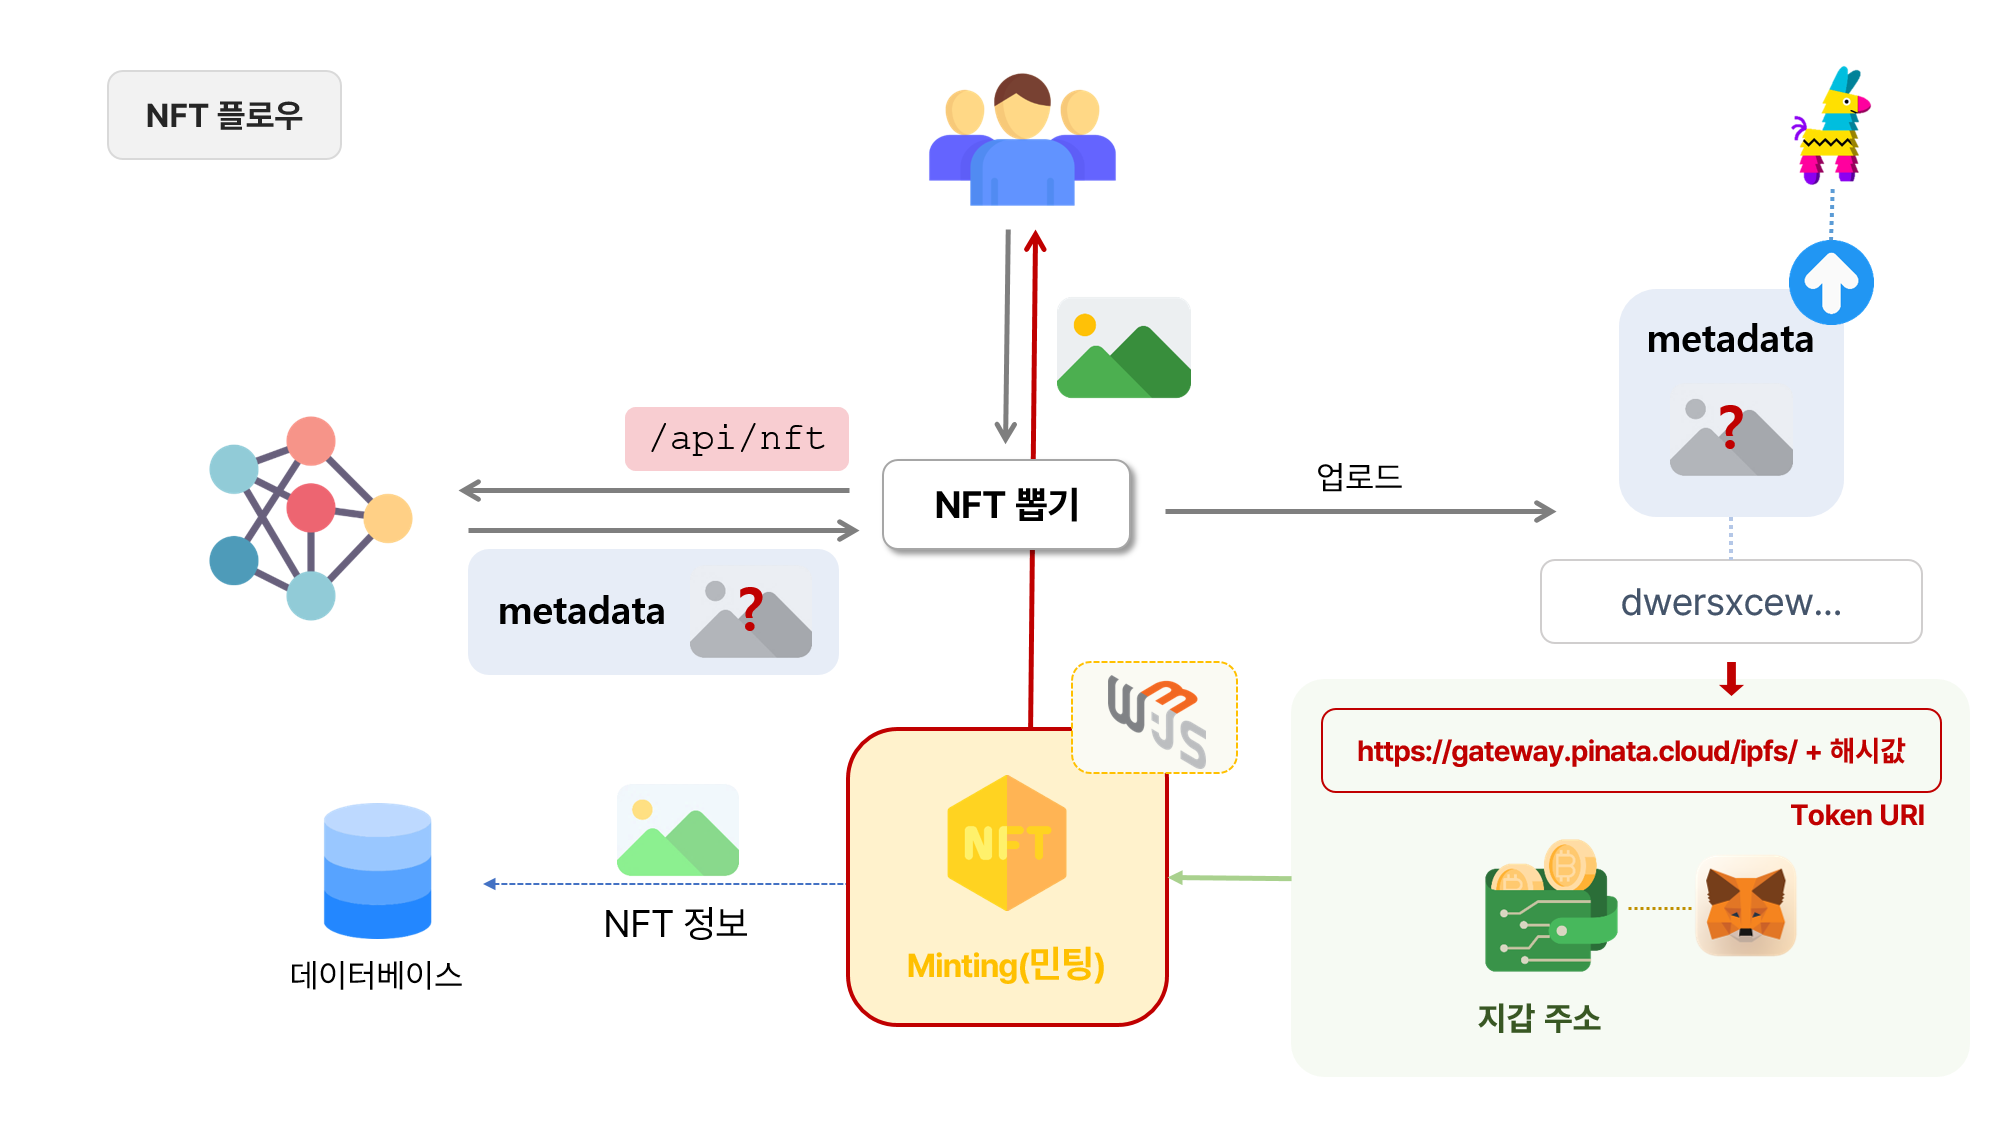 NFT 플로우
/api/nft
NFT 뽑기
업로드
metadata
?
dwersxcew...
metadata
?
https://gateway.pinata.cloud/ipfs/ + 해시값
Token URI
W3JS
NFT
Minting(민팅)
NFT 정보
데이터베이스
지갑 주소